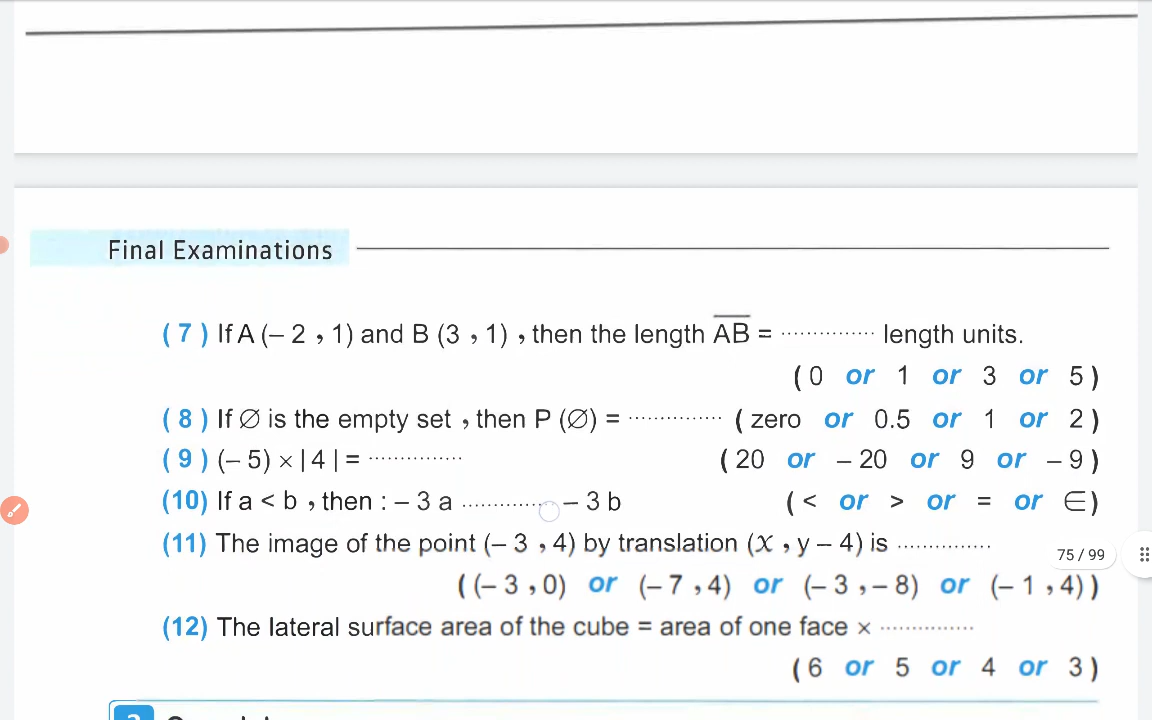 Final Examinations
( 7 ) If A (– 2 , 1) and B (3 , 1) , then the length AB = ·············· length units.
( 0 or 1 or 3 or 5 )
( 8 ) If ∅ is the empty set , then P (∅) = ·············· ( zero or 0.5 or 1 or 2 )
( 9 ) (– 5) × | 4 | = ·············· ( 20 or – 20 or 9 or – 9 )
(10) If a < b , then : – 3 a ·············· – 3 b ( < or > or = or ∈ )
(11) The image of the point (– 3 , 4) by translation (x , y – 4) is ··············
75 / 99
( (– 3 , 0) or (– 7 , 4) or (– 3 , – 8) or (– 1 , 4) )
(12) The lateral surface area of the cube = area of one face × ··············
( 6 or 5 or 4 or 3 )